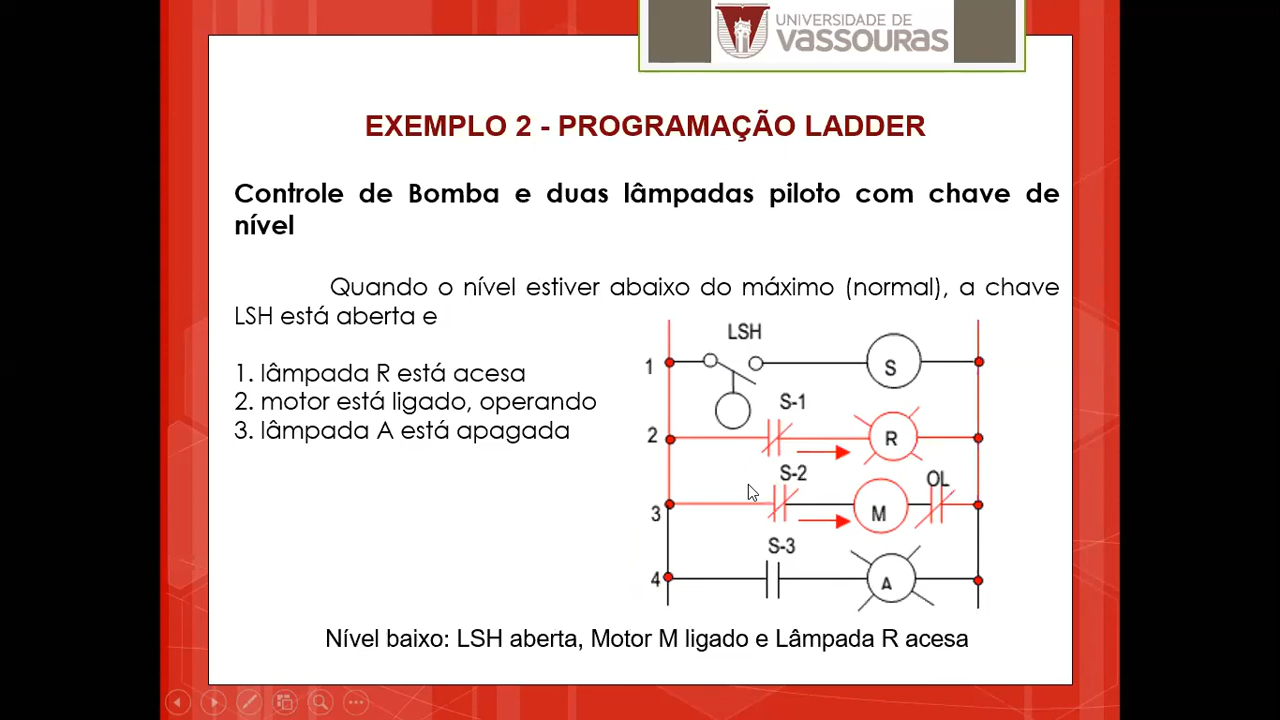 UNIVERSIDADE DE
VASSOURAS
EXEMPLO 2 - PROGRAMAÇÃO LADDER
Controle de Bomba e duas lâmpadas piloto com chave de
nível
Quando o nível estiver abaixo do máximo (normal), a chave
LSH está aberta e
1. lâmpada R está acesa
2. motor está ligado, operando
3. lâmpada A está apagada
LSH
1
S
S-1
2
R
S-2
OL
3
M
S-3
4
A
Nível baixo: LSH aberta, Motor M ligado e Lâmpada R acesa